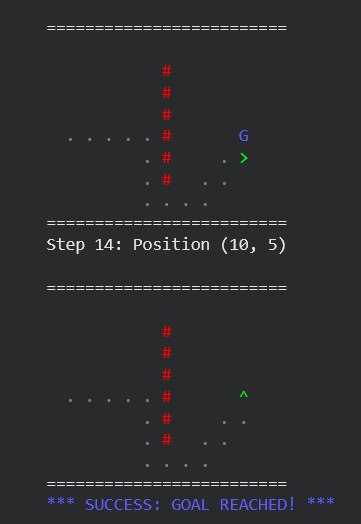 =========================
#
#
#
. . . . . #       G
. #     . >
. #   . .
. . . .
=========================
Step 14: Position (10, 5)
=========================
#
#
#
. . . . . #       ^
. #     . .
. #   . .
. . . .
=========================
*** SUCCESS: GOAL REACHED! ***